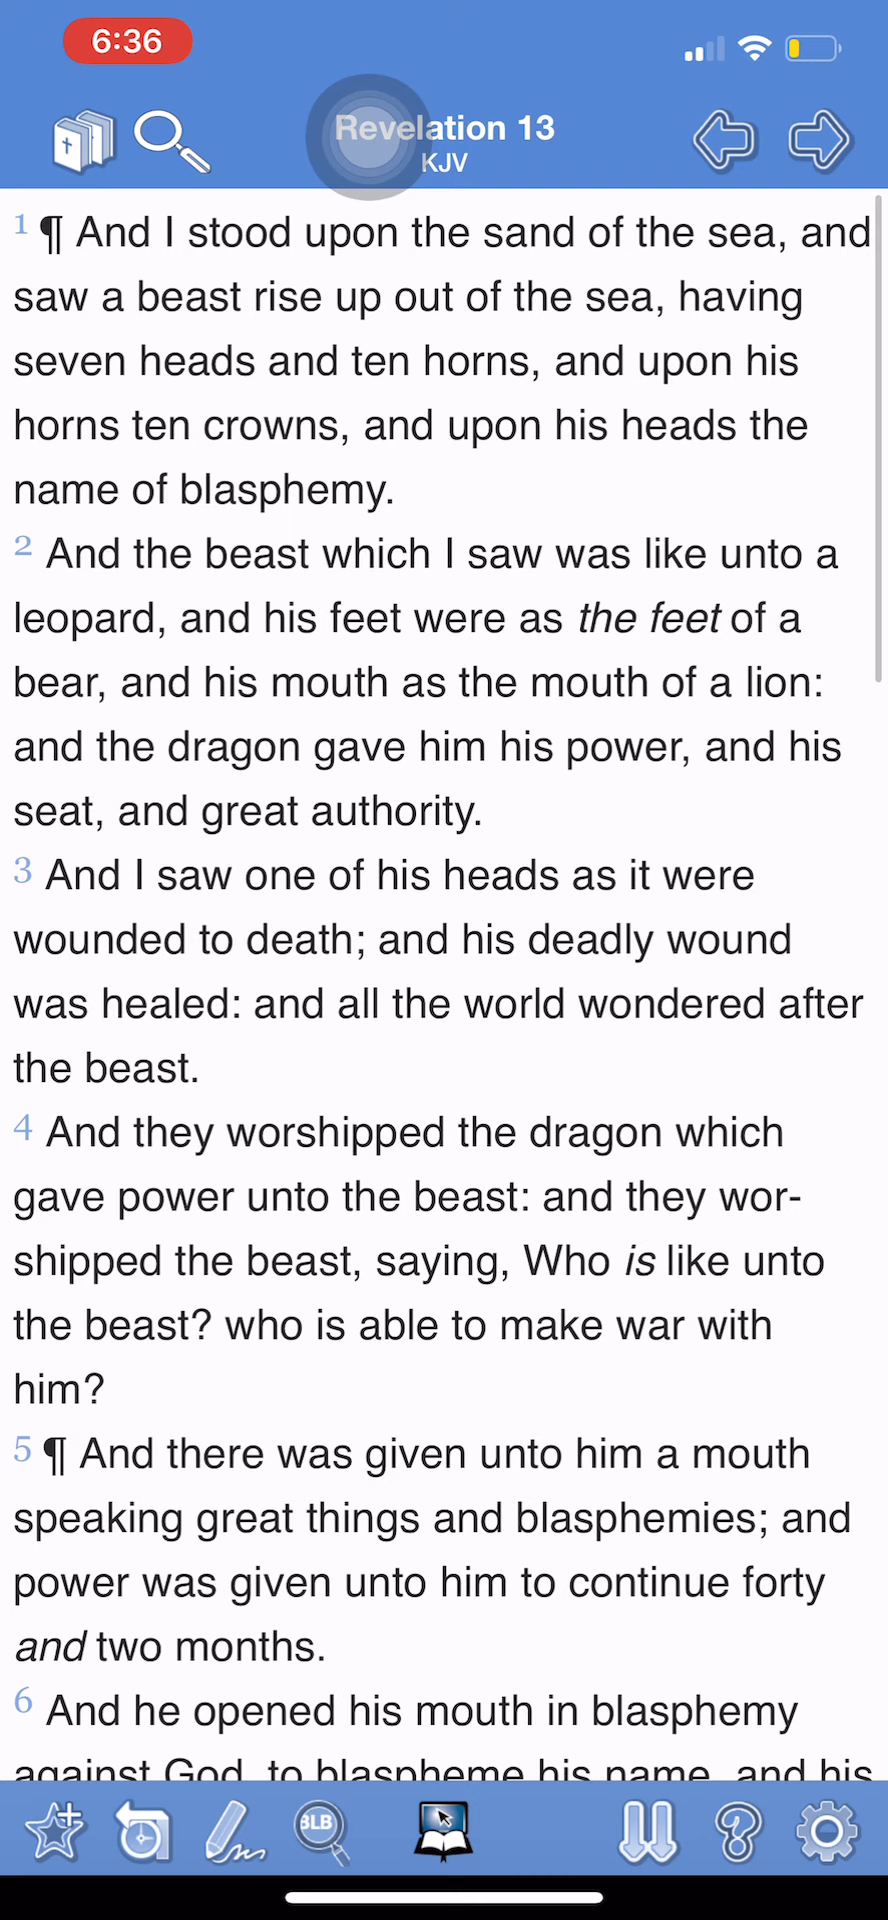 6:36
Revelation 13
KJV
1 ¶ And I stood upon the sand of the sea, and
saw a beast rise up out of the sea, having
seven heads and ten horns, and upon his
horns ten crowns, and upon his heads the
name of blasphemy.
2 And the beast which I saw was like unto a
leopard, and his feet were as the feet of a
bear, and his mouth as the mouth of a lion:
and the dragon gave him his power, and his
seat, and great authority.
3 And I saw one of his heads as it were
wounded to death; and his deadly wound
was healed: and all the world wondered after
the beast.
4 And they worshipped the dragon which
gave power unto the beast: and they wor-
shipped the beast, saying, Who is like unto
the beast? who is able to make war with
him?
5 ¶ And there was given unto him a mouth
speaking great things and blasphemies; and
power was given unto him to continue forty
and two months.
6 And he opened his mouth in blasphemy
against God, to blaspheme his name, and his
BLB